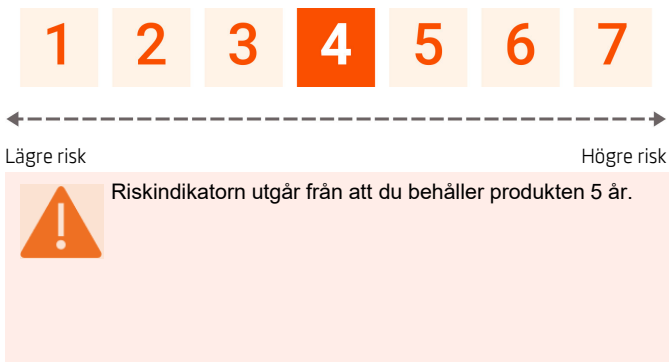 1 2 3 4 5 6 7
Lägre risk Högre risk
Riskindikatorn utgår från att du behåller produkten 5 år.